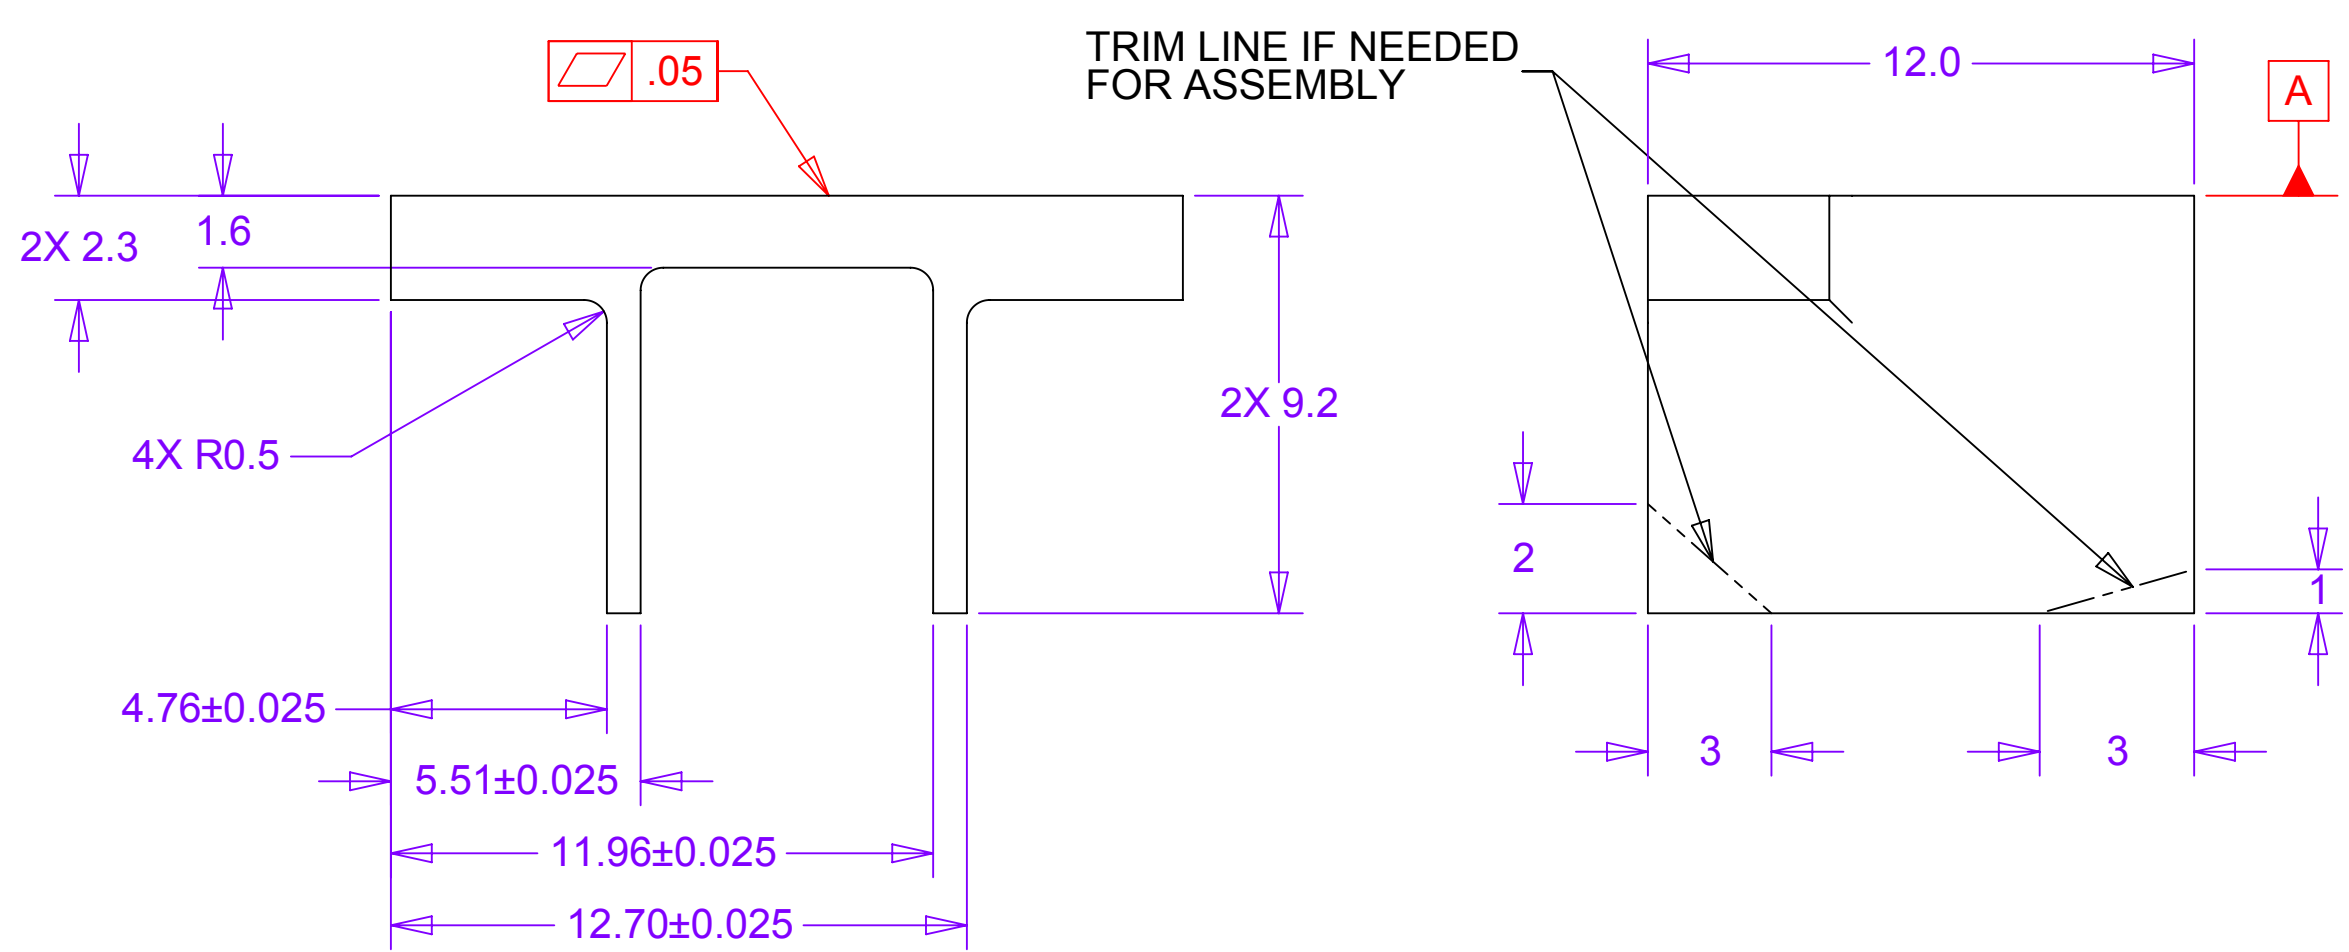 TRIM LINE IF NEEDED
FOR ASSEMBLY
.05
12.0
A
2X 2.3
1.6
2X 9.2
4X R0.5
2
1
4.76±0.025
3
3
5.51±0.025
11.96±0.025
12.70±0.025